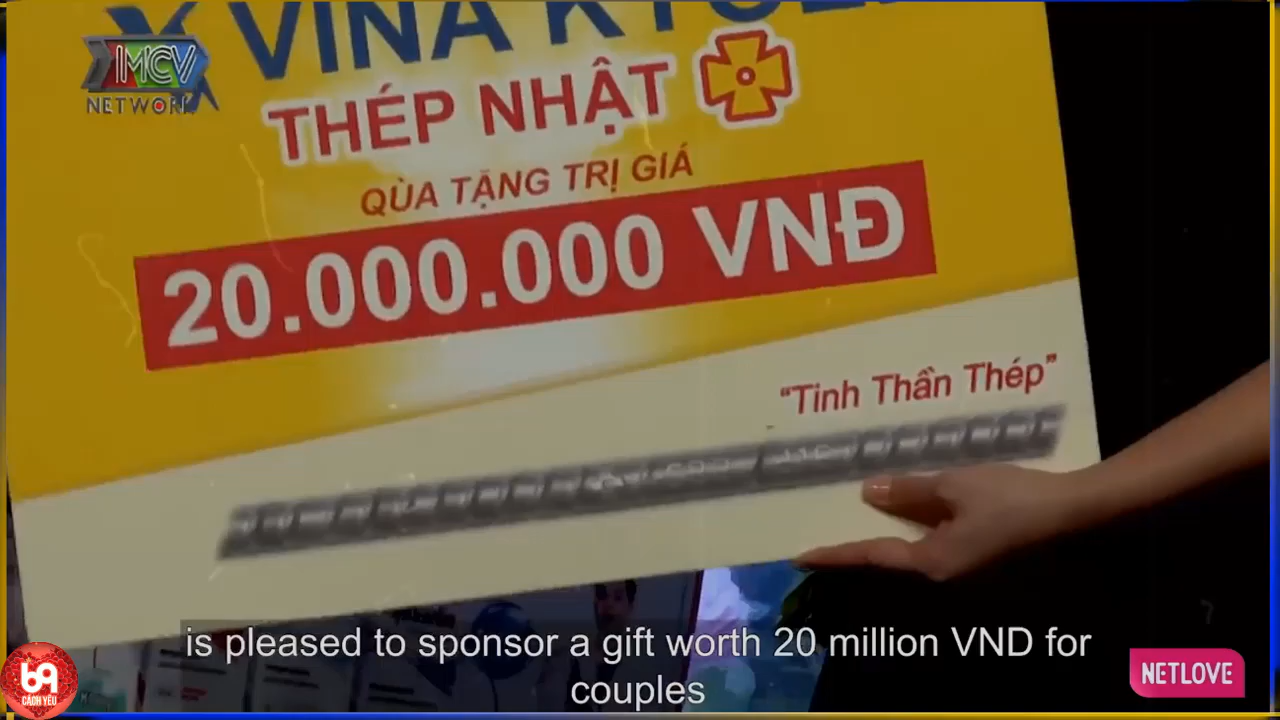 VINA KYOEI
THÉP NHẬT
QÙA TẶNG TRỊ GIÁ
20.000.000 VNĐ
“Tinh Thần Thép”
MCV
NETWORK
is pleased to sponsor a gift worth 20 million VND for
couples
69
CÁCH YÊU
NETLOVE